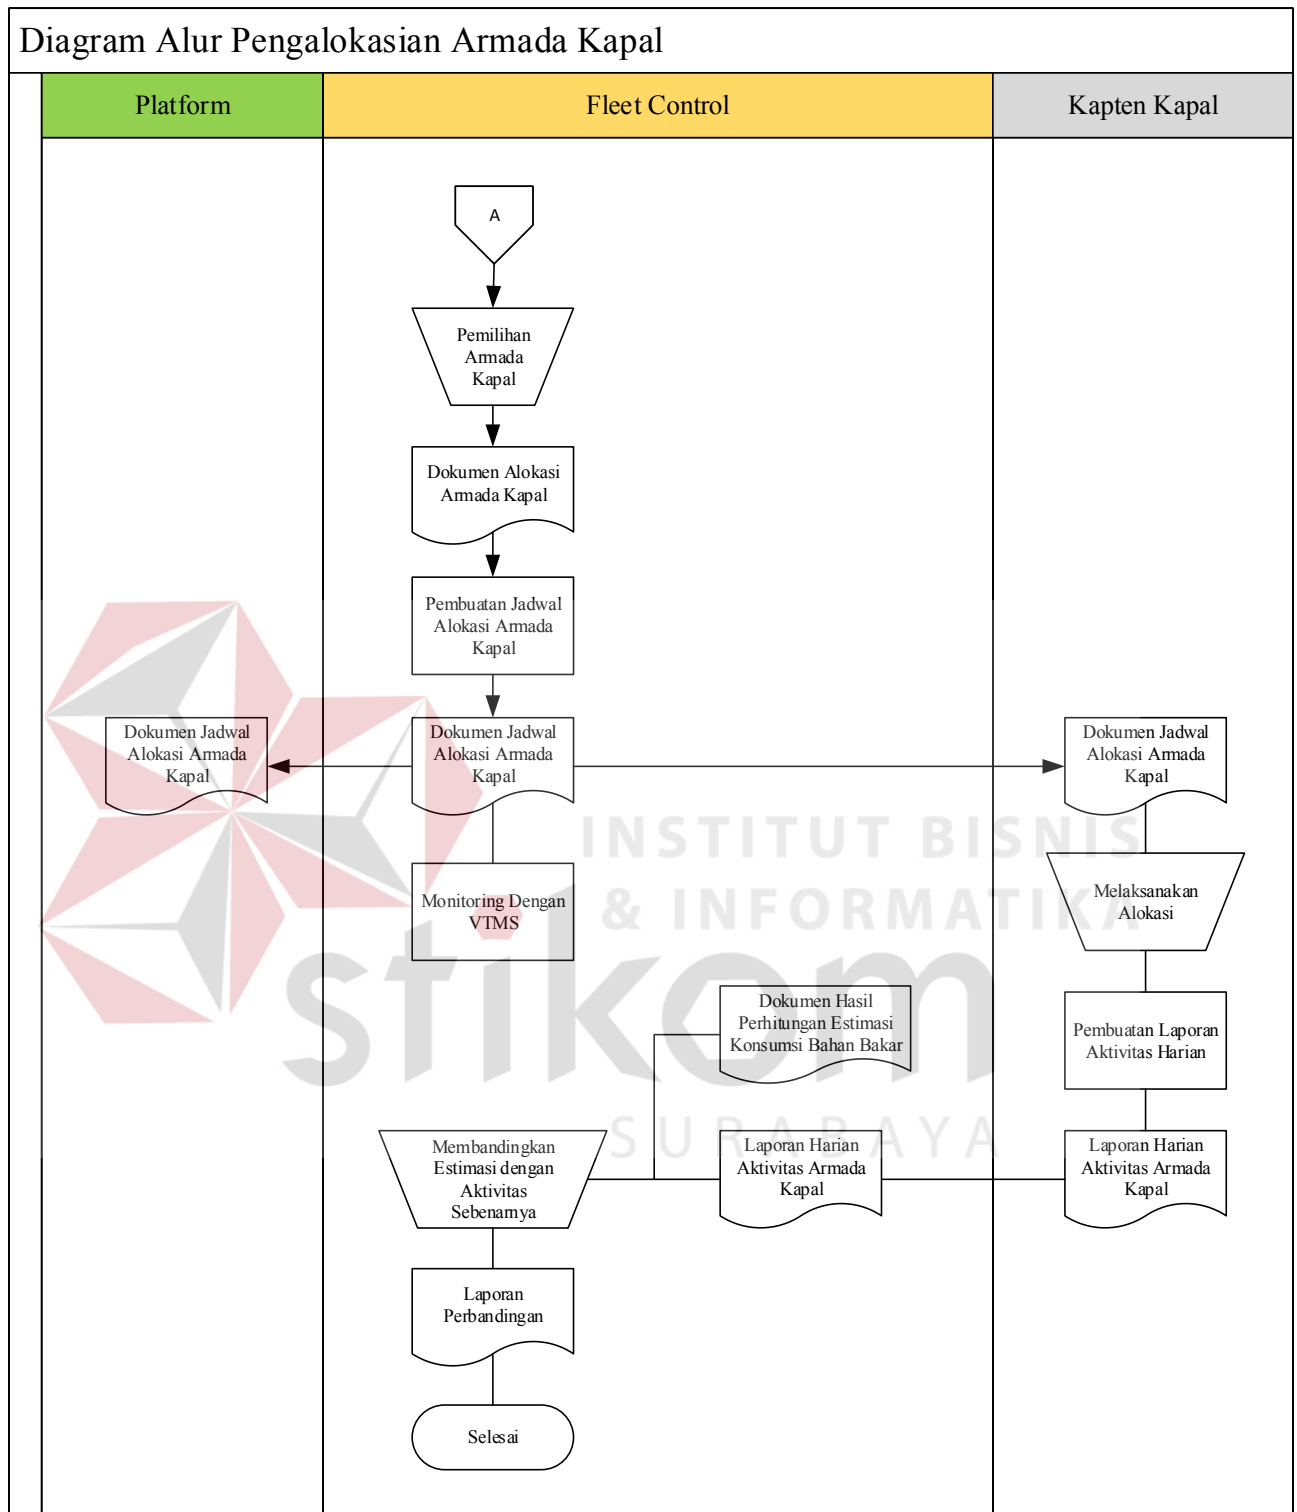 Diagram Alur Pengalokasian Armada Kapal
Platform
Fleet Control
Kapten Kapal
A
Pemilihan
Armada
Kapal
Dokumen Alokasi
Armada Kapal
Pembuatan Jadwal
Alokasi Armada
Kapal
Dokumen Jadwal
Alokasi Armada
Kapal
Dokumen Jadwal
Alokasi Armada
Kapal
Dokumen Jadwal
Alokasi Armada
Kapal
INSTITUT BISNIS
& INFORMATIKA
stikom
SURABAYA
Monitoring Dengan
VTMS
Melaksanakan
Alokasi
Dokumen Hasil
Perhitungan Estimasi
Konsumsi Bahan Bakar
Pembuatan Laporan
Aktivitas Harian
Membandingkan
Estimasi dengan
Aktivitas
Sebenarnya
Laporan Harian
Aktivitas Armada
Kapal
Laporan Harian
Aktivitas Armada
Kapal
Laporan
Perbandingan
Selesai